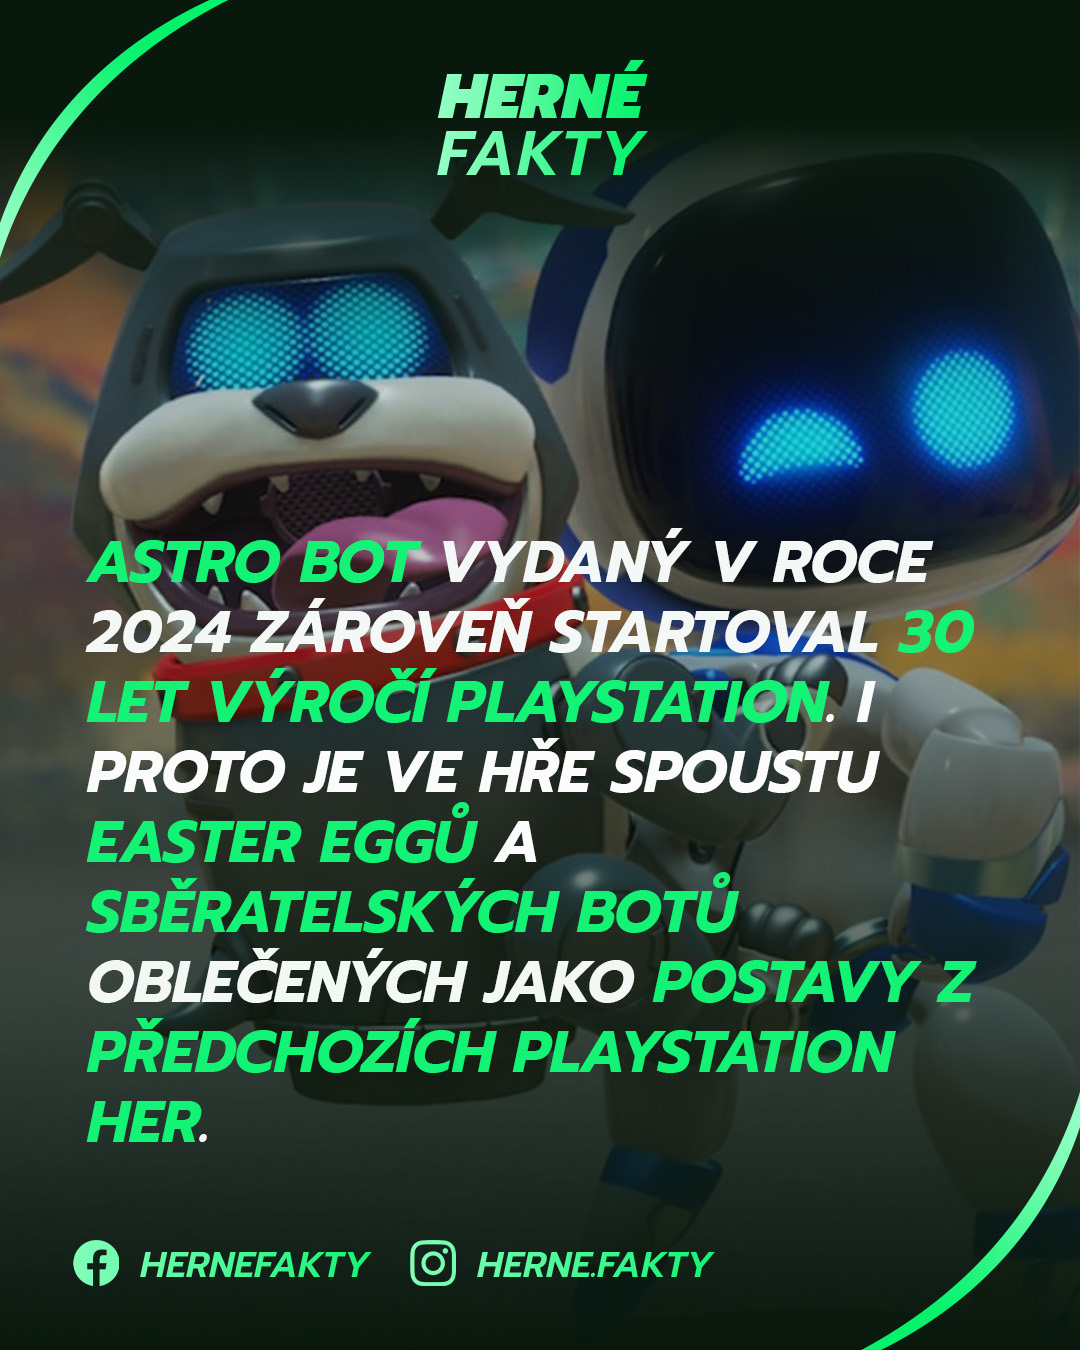 HERNÉ
FAKTY
ASTRO BOT VYDANÝ V ROCE
2024 ZÁROVEŇ STARTOVAL 30
LET VÝROČÍ PLAYSTATION. I
PROTO JE VE HŘE SPOUSTU
EASTER EGGŮ A
SBĚRATELSKÝCH BOTŮ
OBLEČENÝCH JAKO POSTAVY Z
PŘEDCHOZÍCH PLAYSTATION
HER.
HERNEFAKTY HERNE.FAKTY